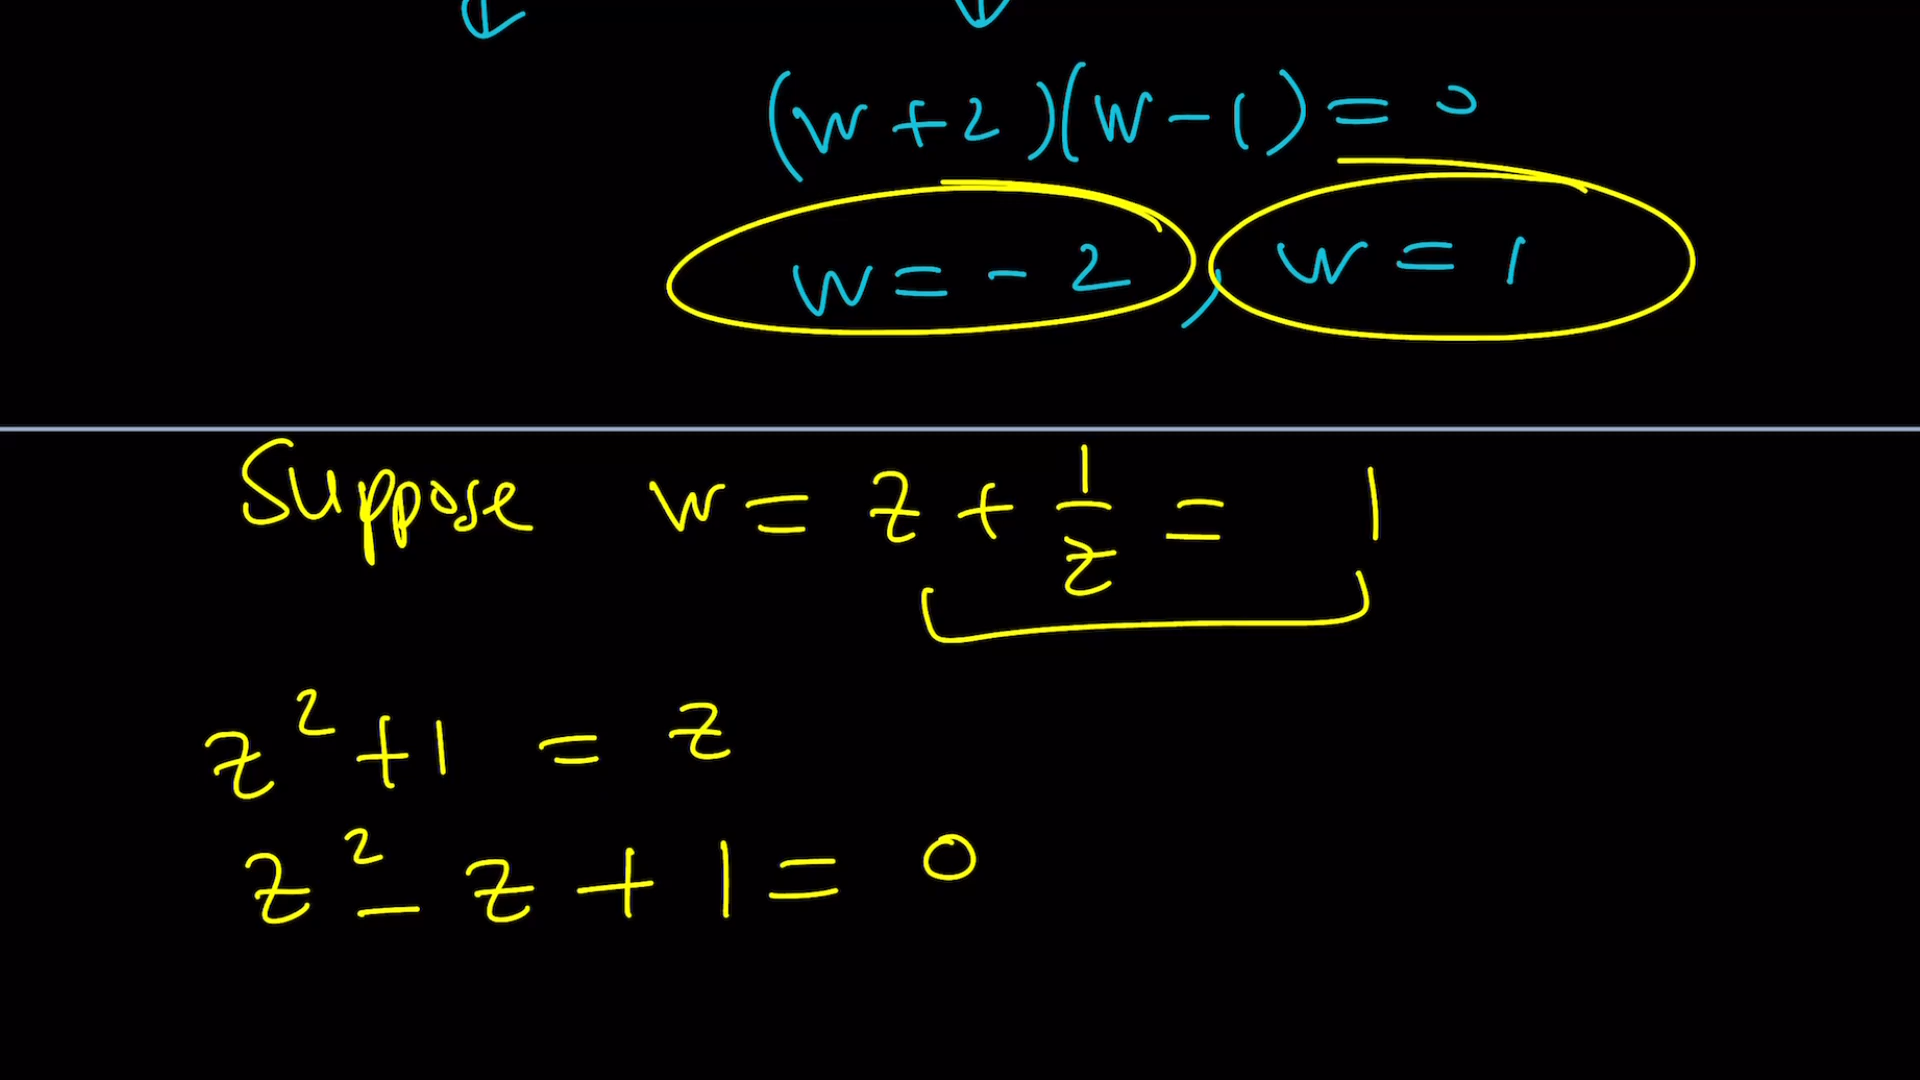 (w+2)(w-1) = 0
w = -2, w = 1
Suppose w = z + 1/z = 1
z² + 1 = z
z² - z + 1 = 0